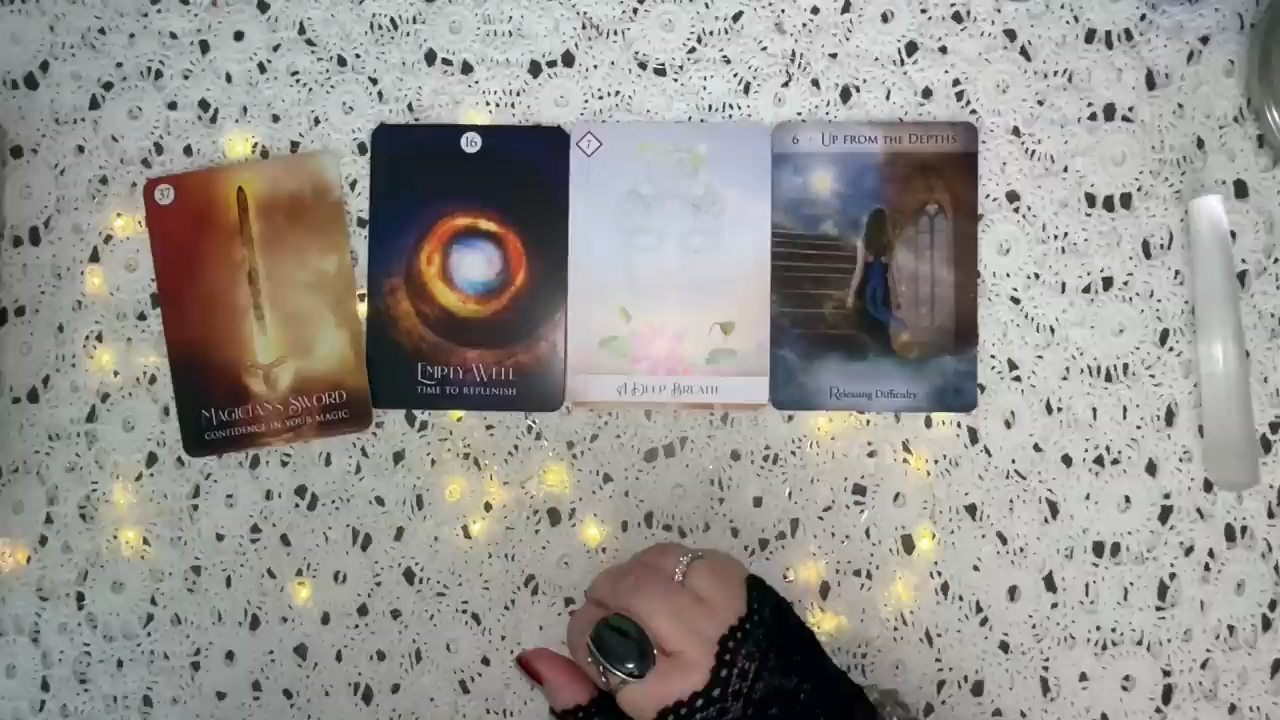 37
MAGICIAN'S SWORD
CONFIDENCE IN YOUR MAGIC
16
EMPTY WELL
TIME TO REPLENISH
7
A DEEP BREATH
6 · UP FROM THE DEPTHS
Releasing Difficulty